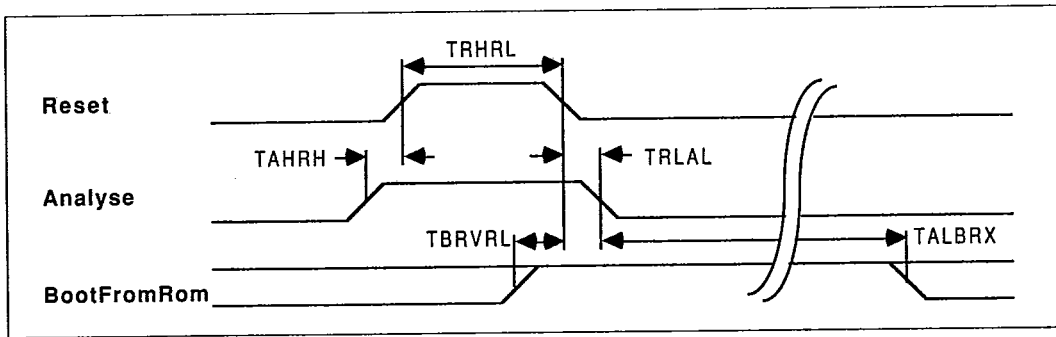 TRHRL
Reset
TAHRH
TRLAL
Analyse
TBRVRL
TALBRX
BootFromRom